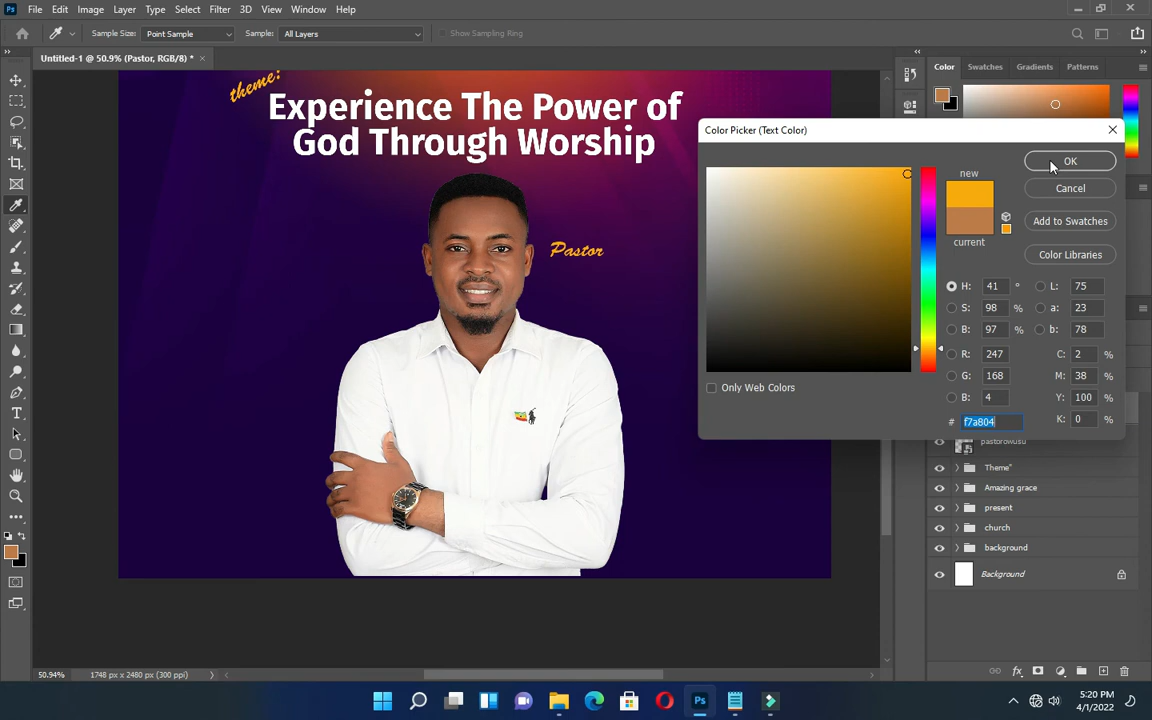 Ps File Edit Image Layer Type Select Filter 3D View Window Help
Sample Size: Point Sample Sample: All Layers Show Sampling Ring
Untitled-1 @ 50.9% (Pastor, RGB/8) * ×
Color Swatches Gradients Patterns
theme:
Experience The Power of
God Through Worship
Pastor
Color Picker (Text Color)
new
current
OK
Cancel
Add to Swatches
Color Libraries
H: 41 ° L: 75
S: 98 % a: 23
B: 97 % b: 78
R: 247 C: 2 %
G: 168 M: 38 %
B: 4 Y: 100 %
# f7a804 K: 0 %
Only Web Colors
pastorowusu
Theme"
Amazing grace
present
church
background
Background
50.94% 1748 px x 2480 px (300 ppi)
fx
Ps
5:20 PM
4/1/2022